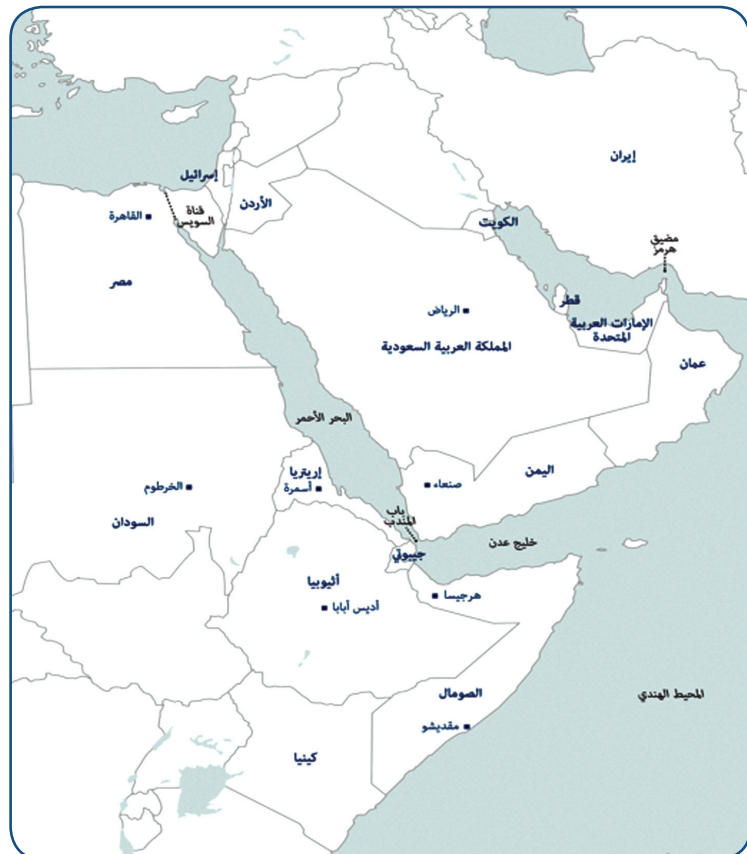 إيران
إسرائيل
الأردن
قناة
السويس
القاهرة
الكويت
مضيق
هرمز
مصر
قطر
الرياض
الإمارات العربية
المتحدة
المملكة العربية السعودية
عمان
البحر الأحمر
إريتريا
أسمرة
اليمن
صنعاء
الخرطوم
السودان
باب
المندب
خليج عدن
جيبوتي
أثيوبيا
أديس أبابا
هرجيسا
الصومال
المحيط الهندي
مقديشو
كينيا